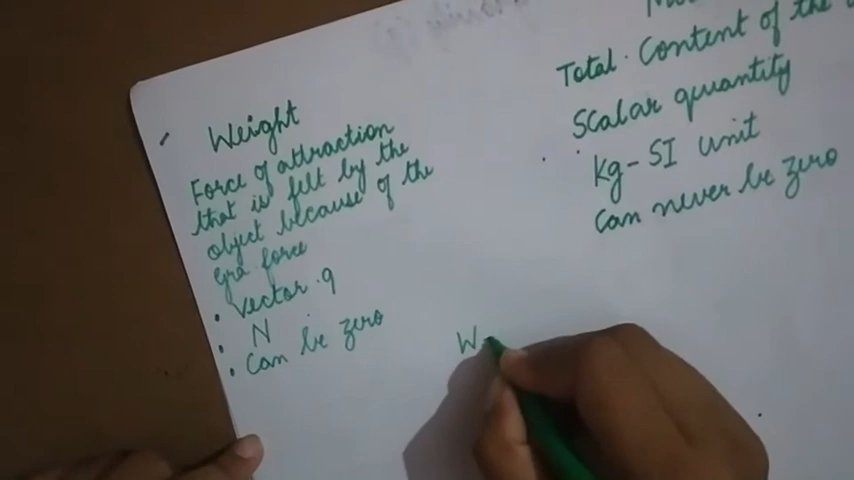 Weight
Force of attraction
that is felt by the
object because of the
gra force
• Vector. q
• N
• Can be zero
Total. Content of the
Scalar quantity
Kg - SI unit
Can never be zero
W